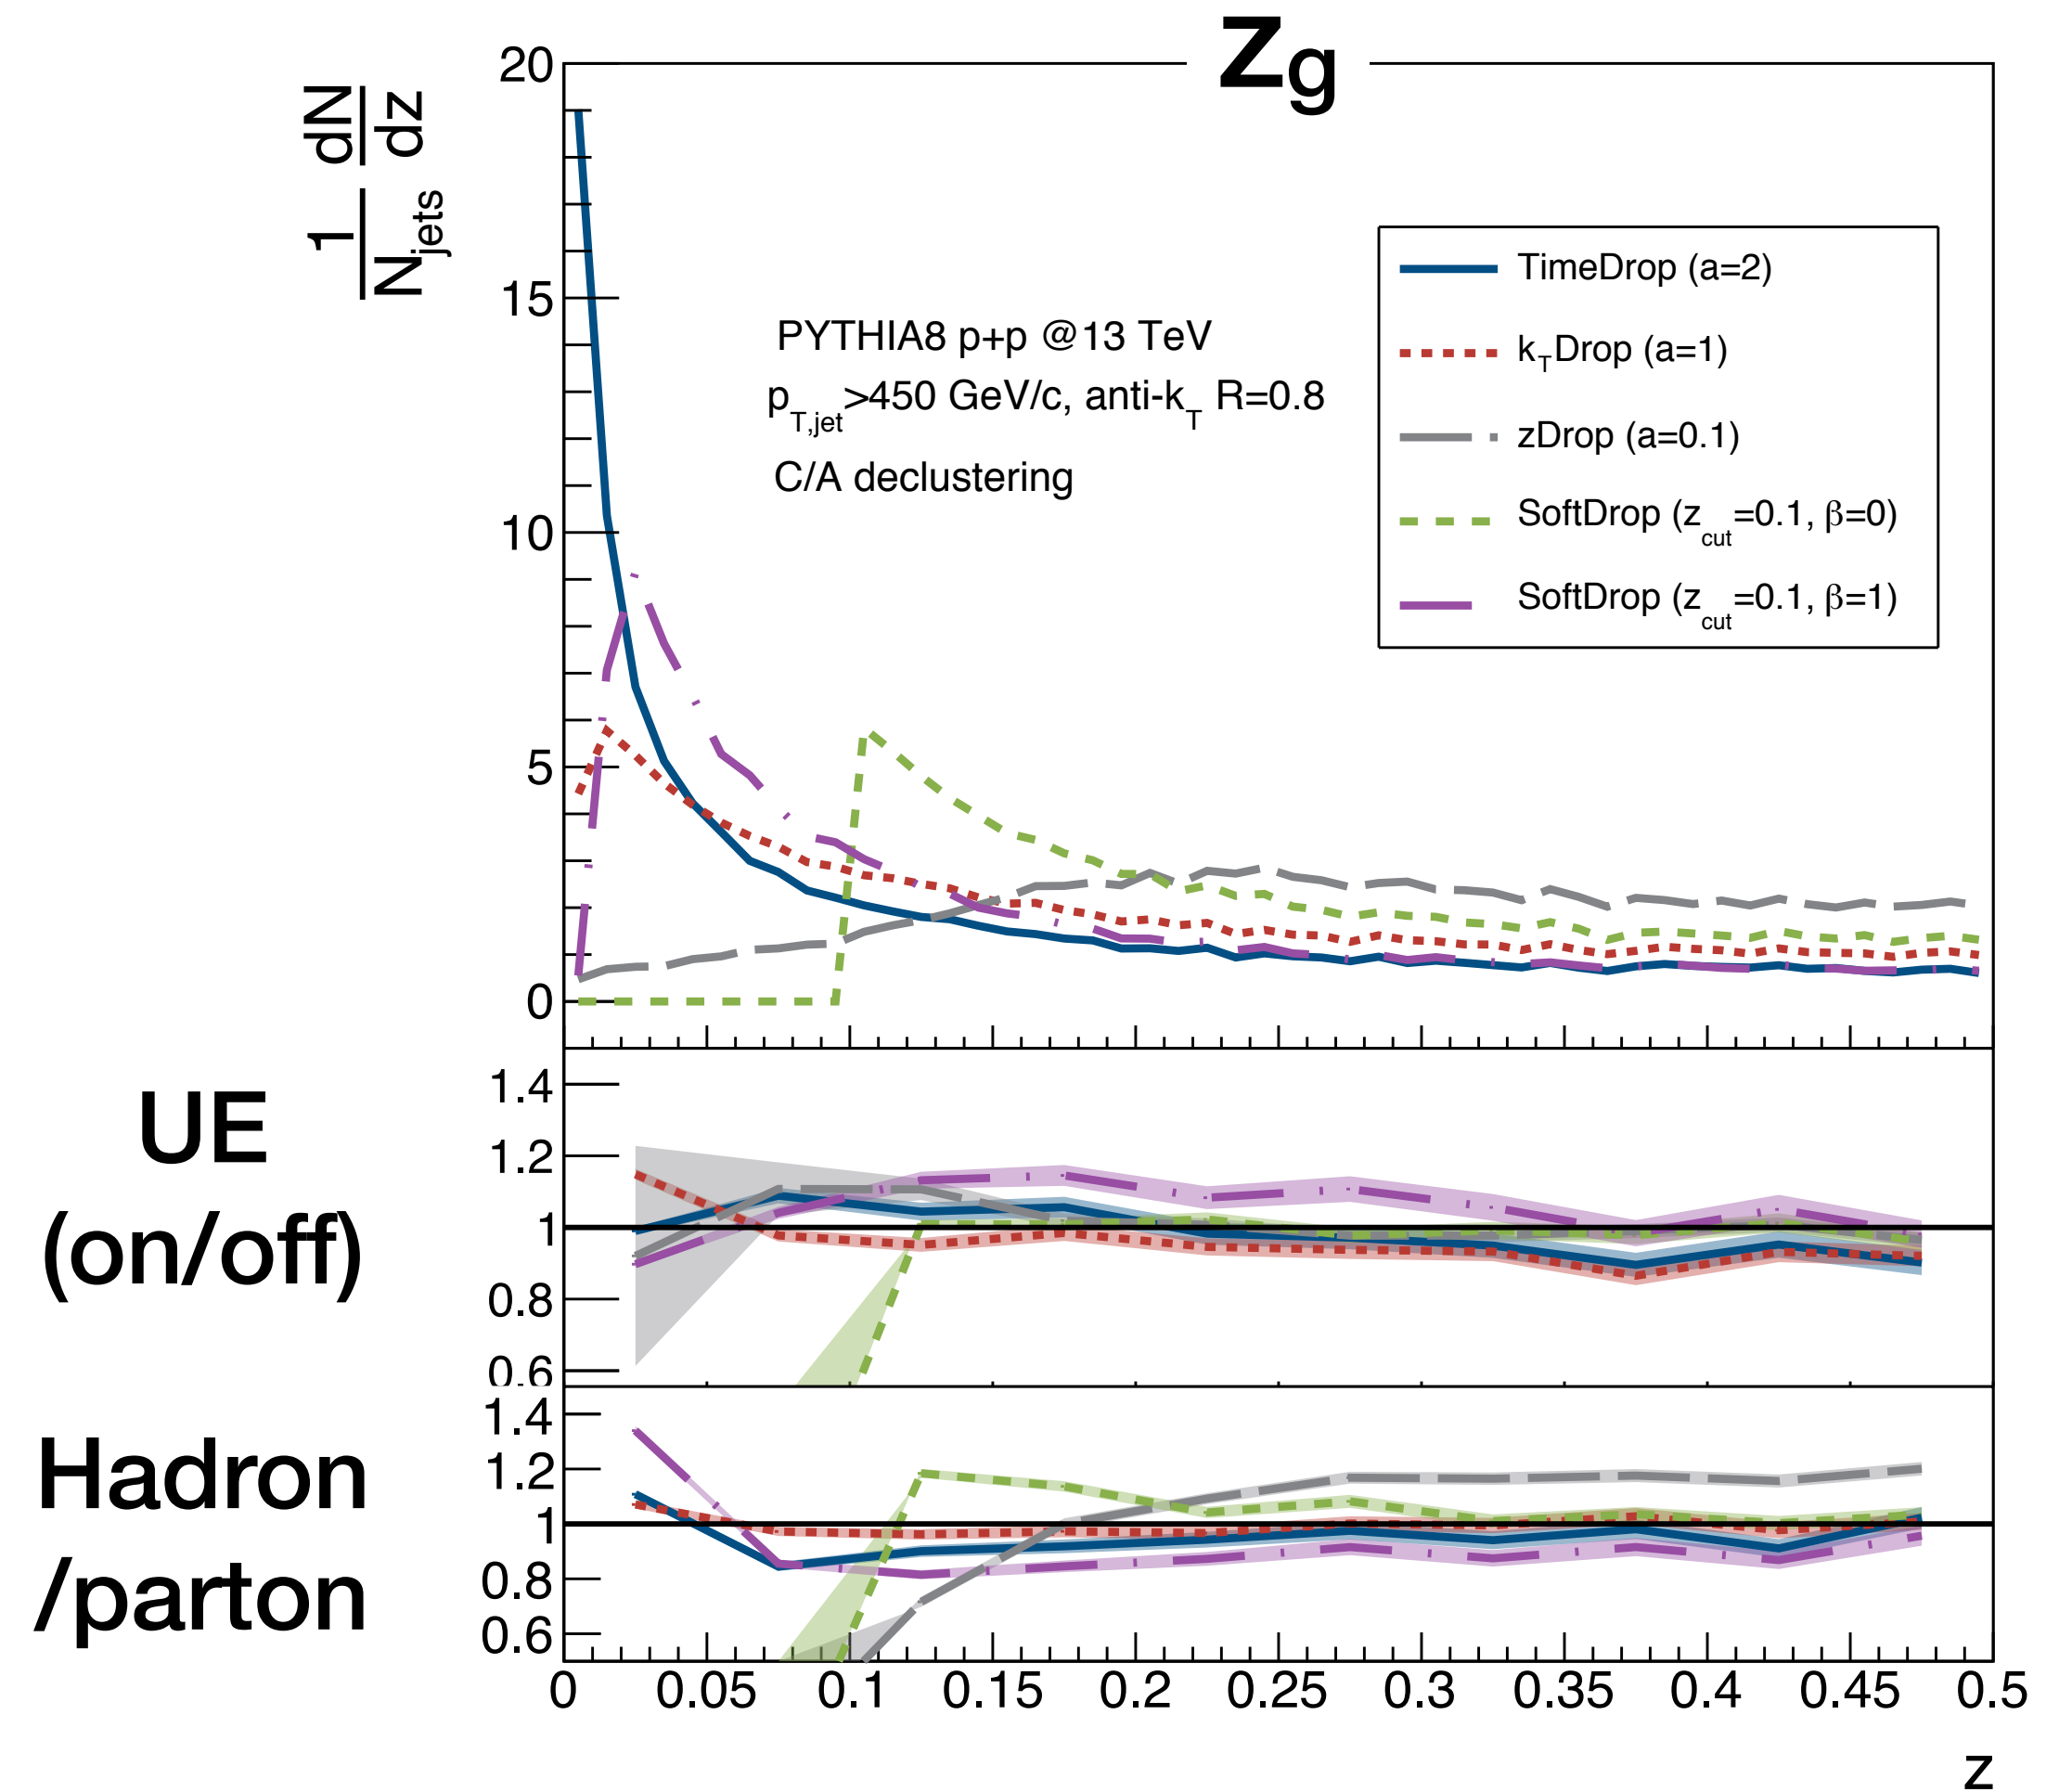 Zg
1 dN
N jets dz
20
15
10
5
0
PYTHIA8 p+p @13 TeV
pT,jet>450 GeV/c, anti-kT R=0.8
C/A declustering
TimeDrop (a=2)
kTDrop (a=1)
zDrop (a=0.1)
SoftDrop (zcut=0.1, β=0)
SoftDrop (zcut=0.1, β=1)
UE
(on/off)
1.4
1.2
1
0.8
0.6
Hadron
/parton
1.4
1.2
1
0.8
0.6
0 0.05 0.1 0.15 0.2 0.25 0.3 0.35 0.4 0.45 0.5
z